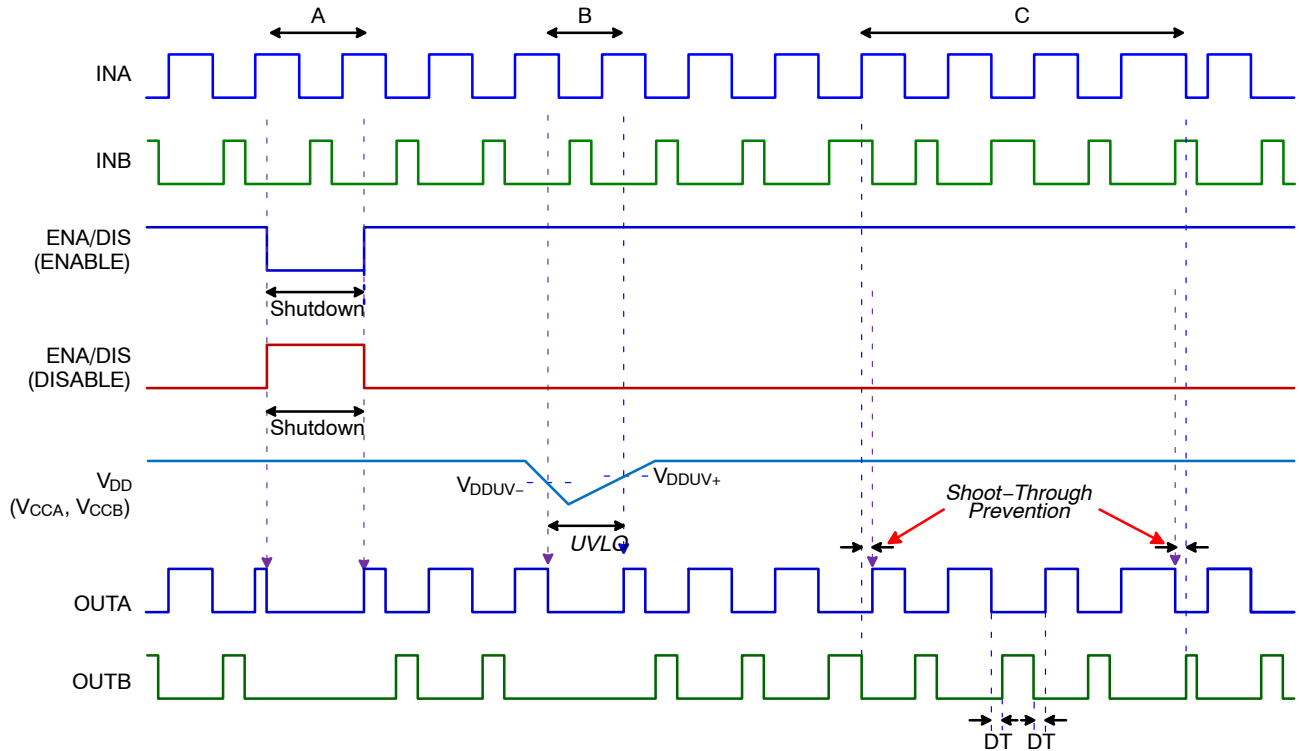 A
B
C
INA
INB
ENA/DIS
(ENABLE)
Shutdown
ENA/DIS
(DISABLE)
Shutdown
VDD
(VCCA, VCCB)
VDDUV−
VDDUV+
UVLO
Shoot−Through
Prevention
OUTA
OUTB
DT
DT